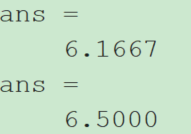 ans =
6.1667
ans =
6.5000